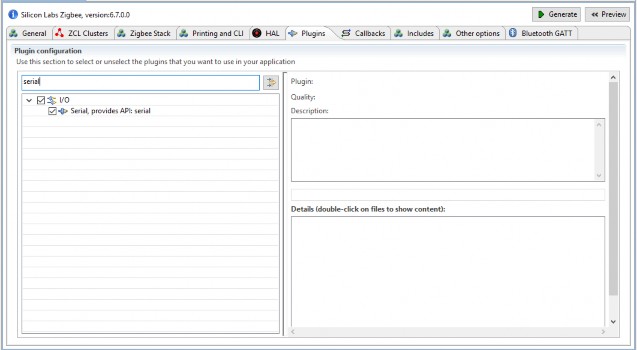 Silicon Labs Zigbee, version:6.7.0.0
Generate
Preview
General
ZCL Clusters
Zigbee Stack
Printing and CLI
HAL
Plugins
Callbacks
Includes
Other options
Bluetooth GATT
Plugin configuration
Use this section to select or unselect the plugins that you want to use in your application
serial
I/O
Serial, provides API: serial
Plugin:
Quality:
Description:
Details (double-click on files to show content):